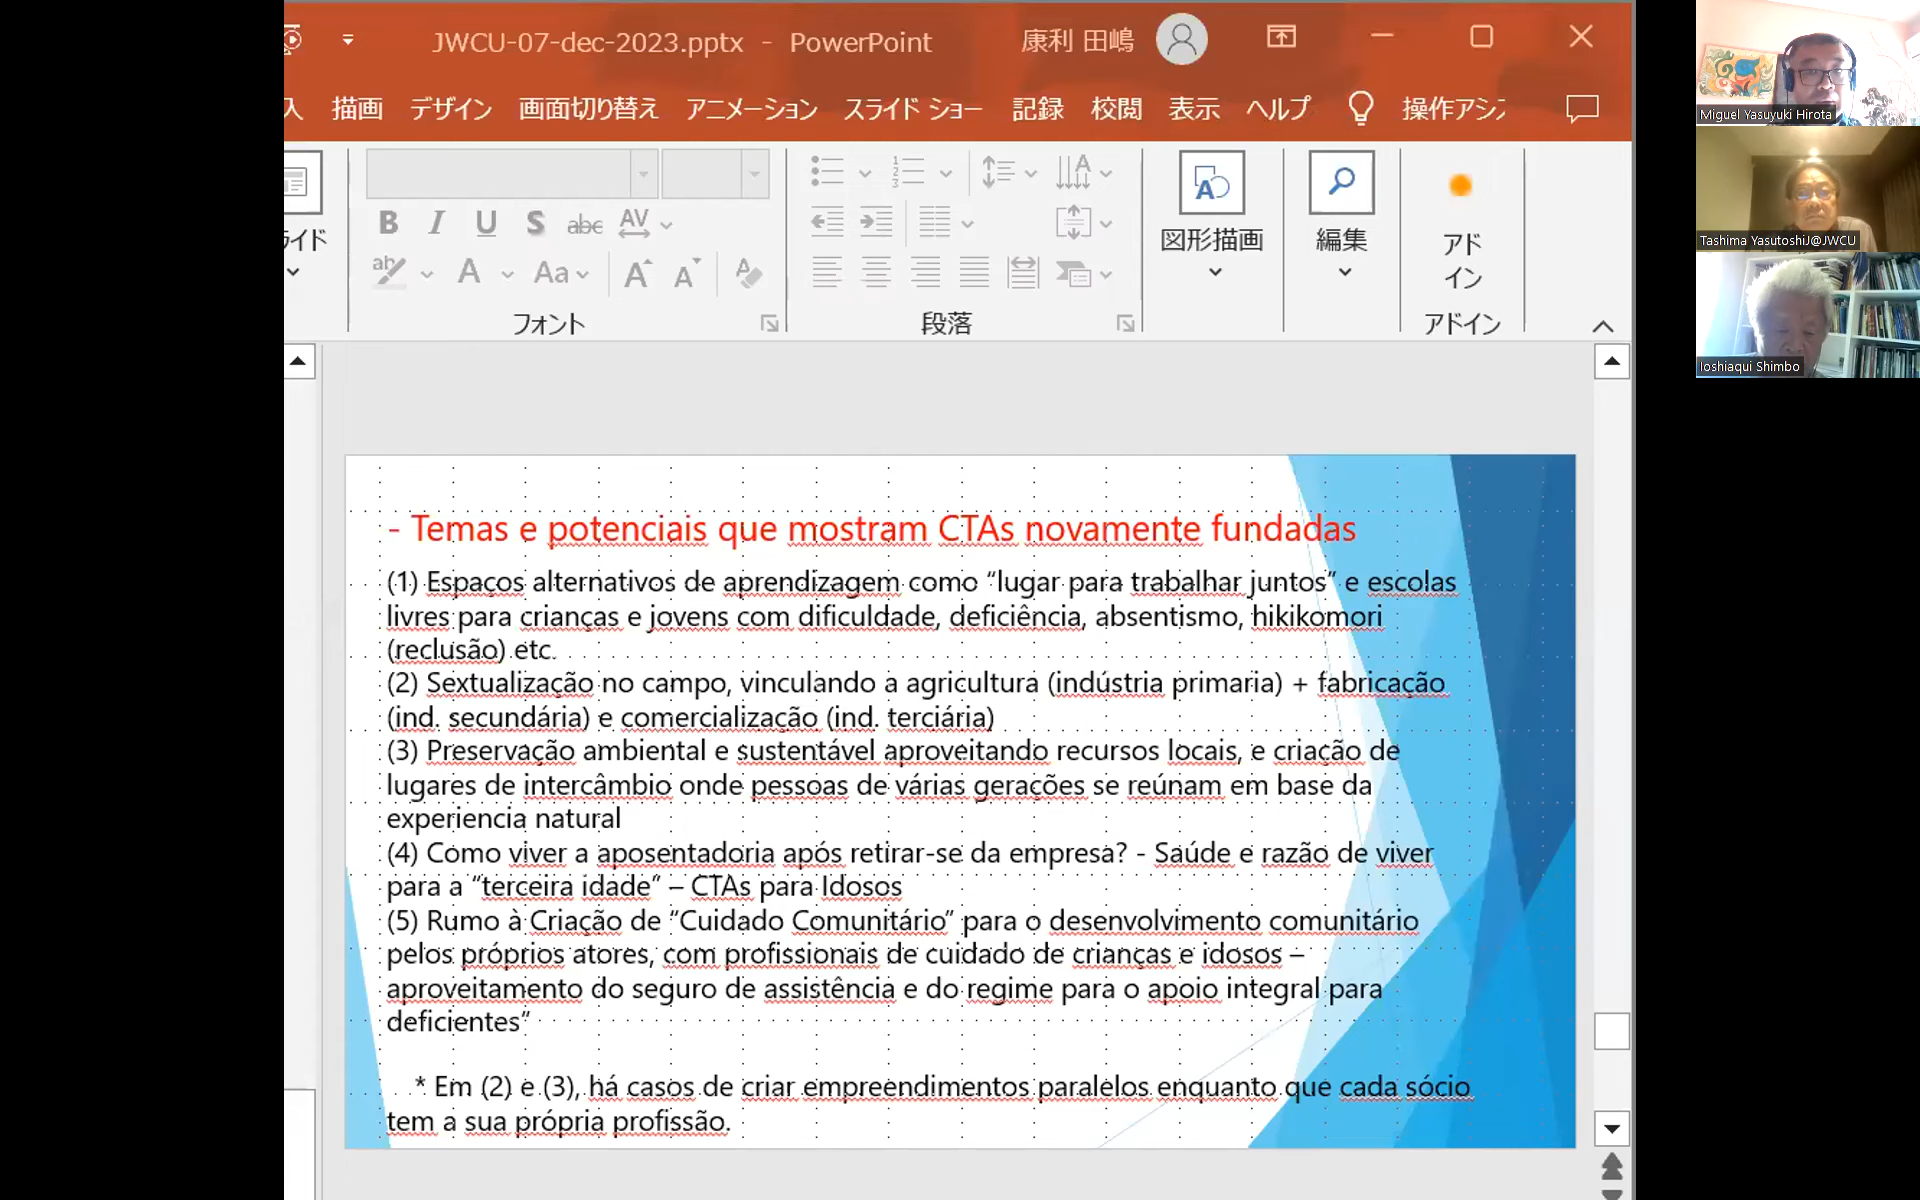 JWCU-07-dec-2023.pptx - PowerPoint
康利 田嶋
入 描画 デザイン 画面切り替え アニメーション スライド ショー 記録 校閲 表示 ヘルプ 操作アシ
ライド
フォント
段落
図形描画
編集
アド
イン
アドイン
- Temas e potenciais que mostram CTAs novamente fundadas
(1) Espaços alternativos de aprendizagem como “lugar para trabalhar juntos” e escolas
livres para crianças e jovens com dificuldade, deficiência, absentismo, hikikomori
(reclusão) etc.
(2) Sextualização no campo, vinculando a agricultura (indústria primaria) + fabricação
(ind. secundária) e comercialização (ind. terciária)
(3) Preservação ambiental e sustentável aproveitando recursos locais, e criação de
lugares de intercâmbio onde pessoas de várias gerações se reúnam em base da
experiencia natural
(4) Como viver a aposentadoria após retirar-se da empresa? - Saúde e razão de viver
para a “terceira idade” – CTAs para Idosos
(5) Rumo à Criação de “Cuidado Comunitário” para o desenvolvimento comunitário
pelos próprios atores, com profissionais de cuidado de crianças e idosos –
aproveitamento do seguro de assistência e do regime para o apoio integral para
deficientes”
* Em (2) e (3), há casos de criar empreendimentos paralelos enquanto que cada sócio
tem a sua própria profissão.
Miguel Yasuyuki Hirota
Tashima YasutoshiJ@JWCU
Ioshiaqui Shimbo